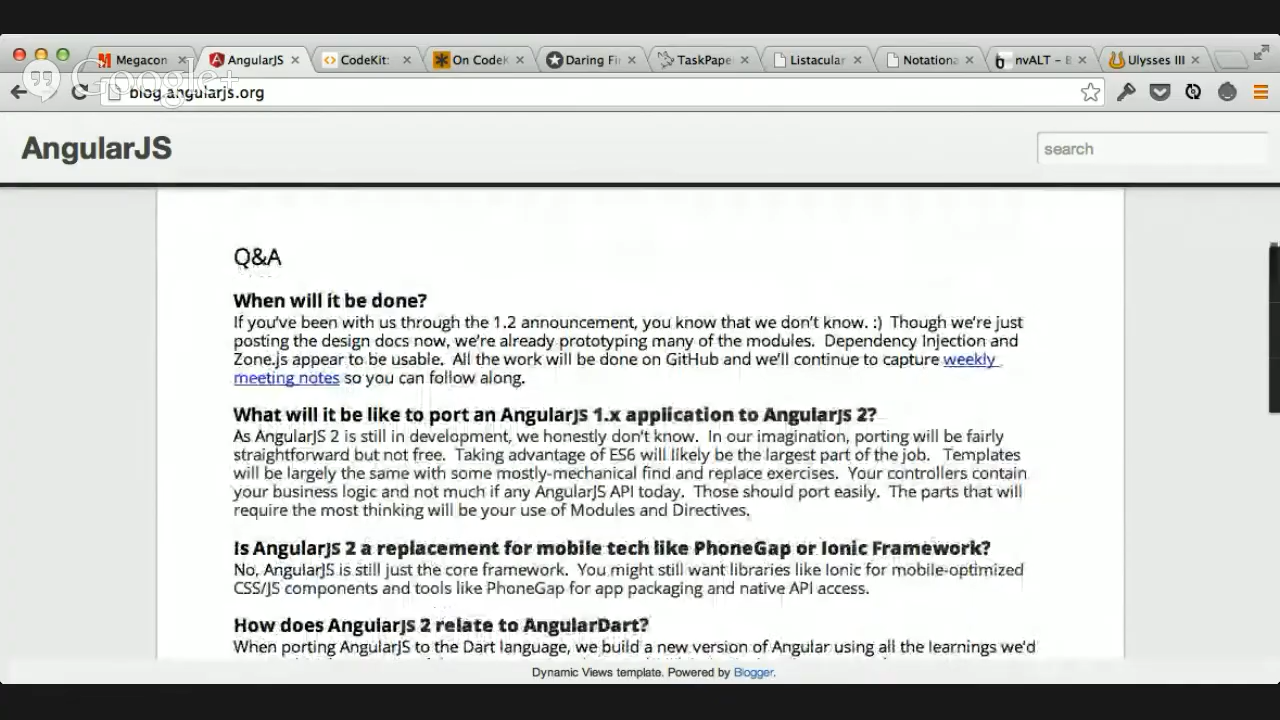 Megacon
AngularJS
CodeKit:
On CodeK
Daring Fi
TaskPape
Listacular
Notationa
nvALT – B
Ulysses III
Google+
blog.angularjs.org
AngularJS
search
Q&A
When will it be done?
If you've been with us through the 1.2 announcement, you know that we don't know. :) Though we're just
posting the design docs now, we're already prototyping many of the modules. Dependency Injection and
Zone.js appear to be usable. All the work will be done on GitHub and we'll continue to capture weekly
meeting notes so you can follow along.
What will it be like to port an AngularJS 1.x application to AngularJS 2?
As AngularJS 2 is still in development, we honestly don't know. In our imagination, porting will be fairly
straightforward but not free. Taking advantage of ES6 will likely be the largest part of the job. Templates
will be largely the same with some mostly-mechanical find and replace exercises. Your controllers contain
your business logic and not much if any AngularJS API today. Those should port easily. The parts that will
require the most thinking will be your use of Modules and Directives.
Is AngularJS 2 a replacement for mobile tech like PhoneGap or Ionic Framework?
No, AngularJS is still just the core framework. You might still want libraries like Ionic for mobile-optimized
CSS/JS components and tools like PhoneGap for app packaging and native API access.
How does AngularJS 2 relate to AngularDart?
When porting AngularJS to the Dart language, we build a new version of Angular using all the learnings we'd
Dynamic Views template. Powered by Blogger.